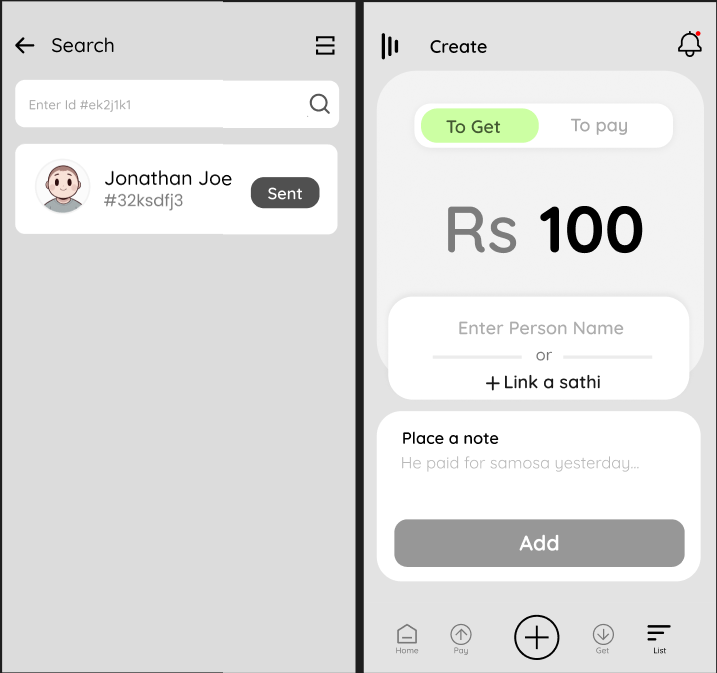 Search
Enter Id #ek2j1k1
Jonathan Joe
#32ksdfj3
Sent
Create
To Get
To pay
Rs 100
Enter Person Name
or
+ Link a sathi
Place a note
He paid for samosa yesterday...
Add
Home
Pay
Get
List